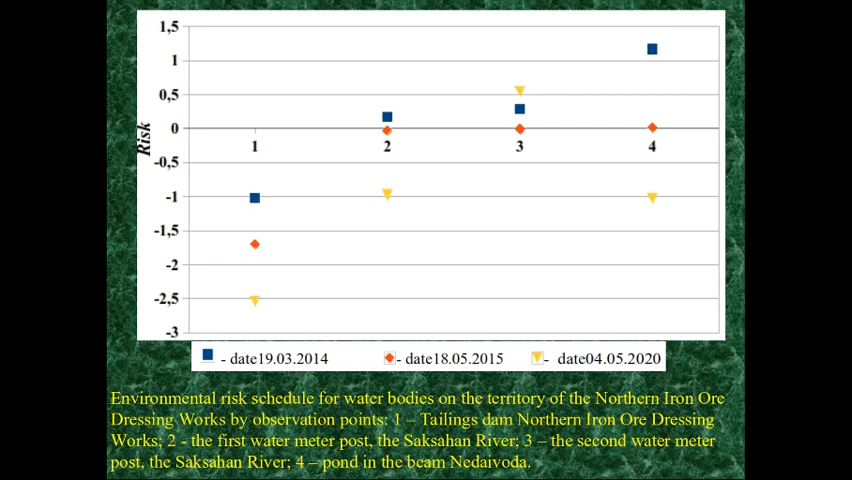 1,5
1
0,5
0
-0,5
-1
-1,5
-2
-2,5
-3
Risk
1 2 3 4
- date19.03.2014 - date18.05.2015 - date04.05.2020
Environmental risk schedule for water bodies on the territory of the Northern Iron Ore
Dressing Works by observation points: 1 – Tailings dam Northern Iron Ore Dressing
Works; 2 - the first water meter post, the Saksahan River; 3 – the second water meter
post, the Saksahan River; 4 – pond in the beam Nedaivoda.